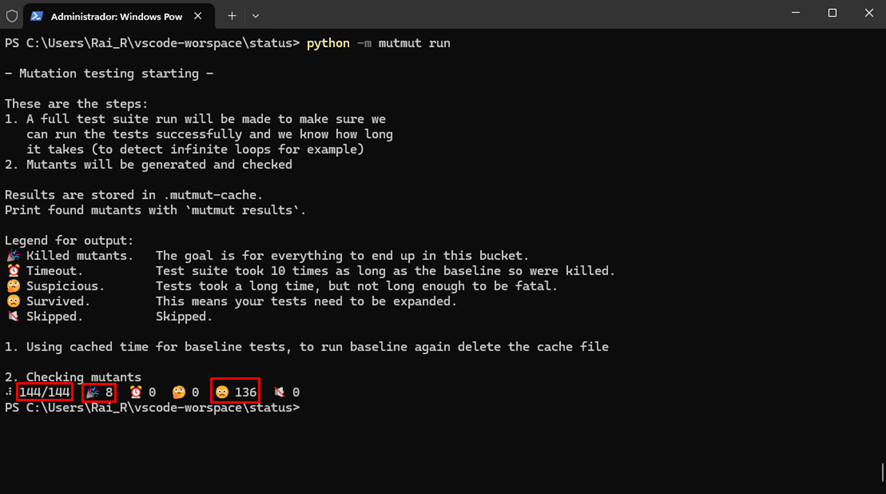 Administrador: Windows Pow
PS C:\Users\Rai_R\vscode-worspace\status> python -m mutmut run
- Mutation testing starting -
These are the steps:
1. A full test suite run will be made to make sure we
can run the tests successfully and we know how long
it takes (to detect infinite loops for example)
2. Mutants will be generated and checked
Results are stored in .mutmut-cache.
Print found mutants with `mutmut results`.
Legend for output:
🎉 Killed mutants. The goal is for everything to end up in this bucket.
⏰ Timeout. Test suite took 10 times as long as the baseline so were killed.
🤔 Suspicious. Tests took a long time, but not long enough to be fatal.
🙁 Survived. This means your tests need to be expanded.
🔇 Skipped. Skipped.
1. Using cached time for baseline tests, to run baseline again delete the cache file
2. Checking mutants
⠼ 144/144 🎉 8 ⏰ 0 🤔 0 🙁 136 🔇 0
PS C:\Users\Rai_R\vscode-worspace\status>